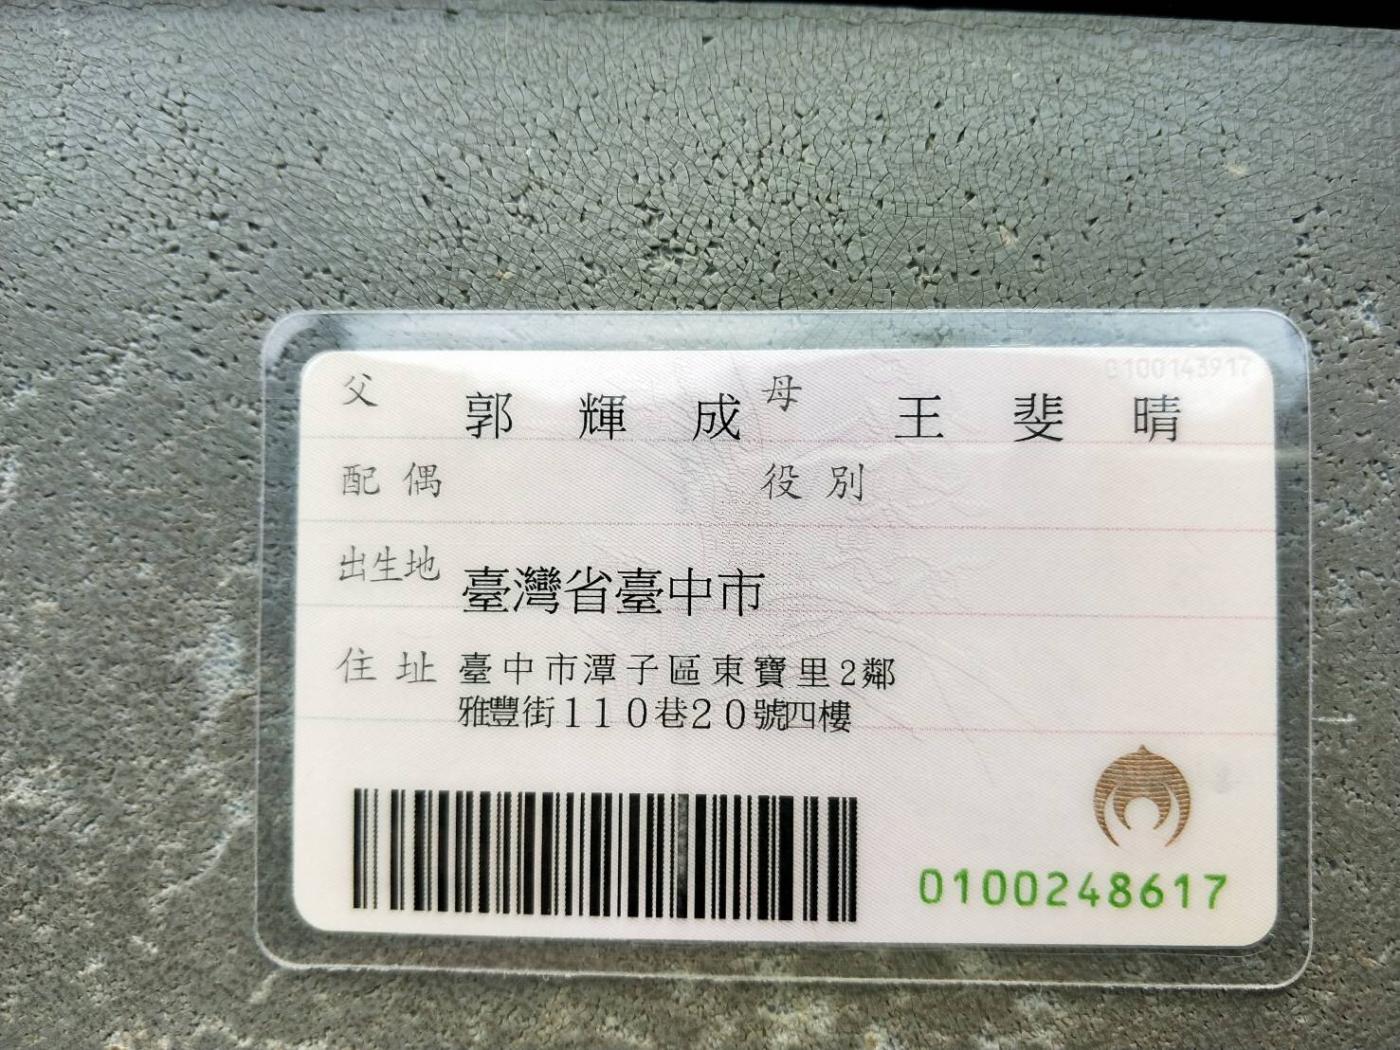 0100143917
父 郭輝成 母 王斐晴
配偶 役別
出生地 臺灣省臺中市
住址 臺中市潭子區東寶里2鄰
雅豐街110巷20號四樓
0100248617